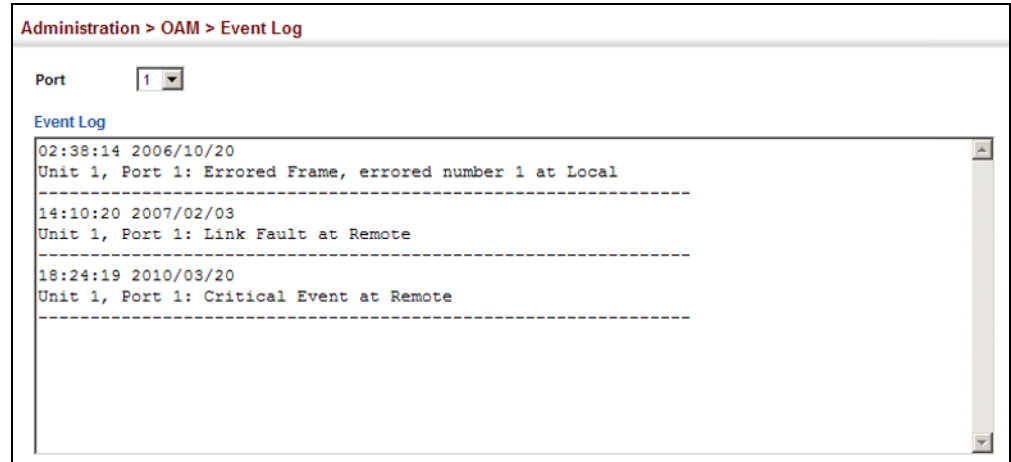 Administration > OAM > Event Log
Port 1
Event Log
02:38:14 2006/10/20
Unit 1, Port 1: Errored Frame, errored number 1 at Local
---------------------------------------------------------------
14:10:20 2007/02/03
Unit 1, Port 1: Link Fault at Remote
---------------------------------------------------------------
18:24:19 2010/03/20
Unit 1, Port 1: Critical Event at Remote
---------------------------------------------------------------